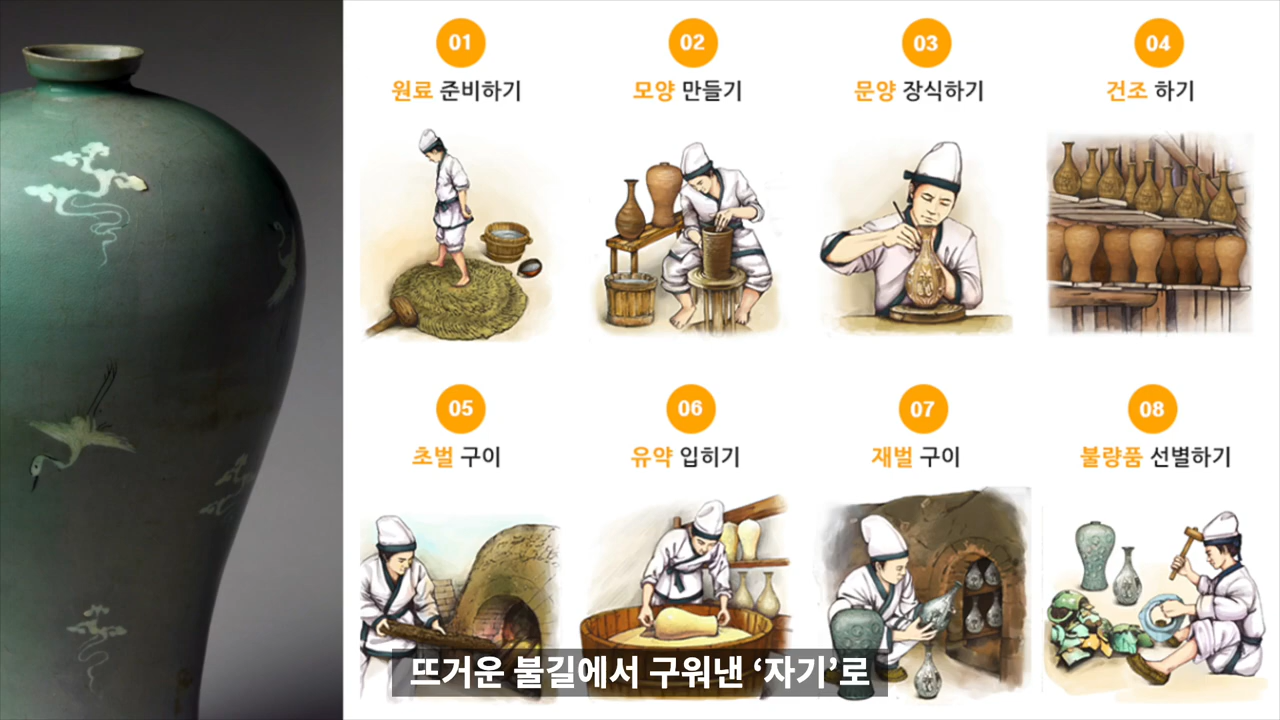 01
원료 준비하기
02
모양 만들기
03
문양 장식하기
04
건조 하기
05
초벌 구이
06
유약 입히기
07
재벌 구이
08
불량품 선별하기
뜨거운 불길에서 구워낸 ‘자기’로